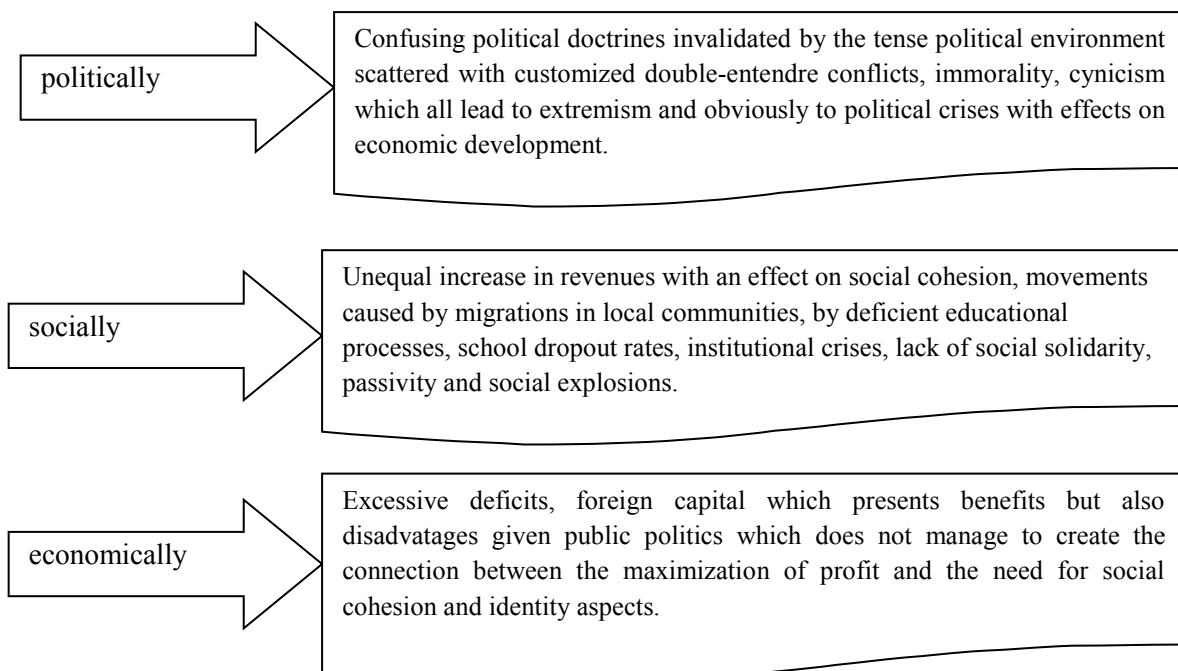 politically
Confusing political doctrines invalidated by the tense political environment
scattered with customized double-entendre conflicts, immorality, cynicism
which all lead to extremism and obviously to political crises with effects on
economic development.
socially
Unequal increase in revenues with an effect on social cohesion, movements
caused by migrations in local communities, by deficient educational
processes, school dropout rates, institutional crises, lack of social solidarity,
passivity and social explosions.
economically
Excessive deficits, foreign capital which presents benefits but also
disadvatages given public politics which does not manage to create the
connection between the maximization of profit and the need for social
cohesion and identity aspects.